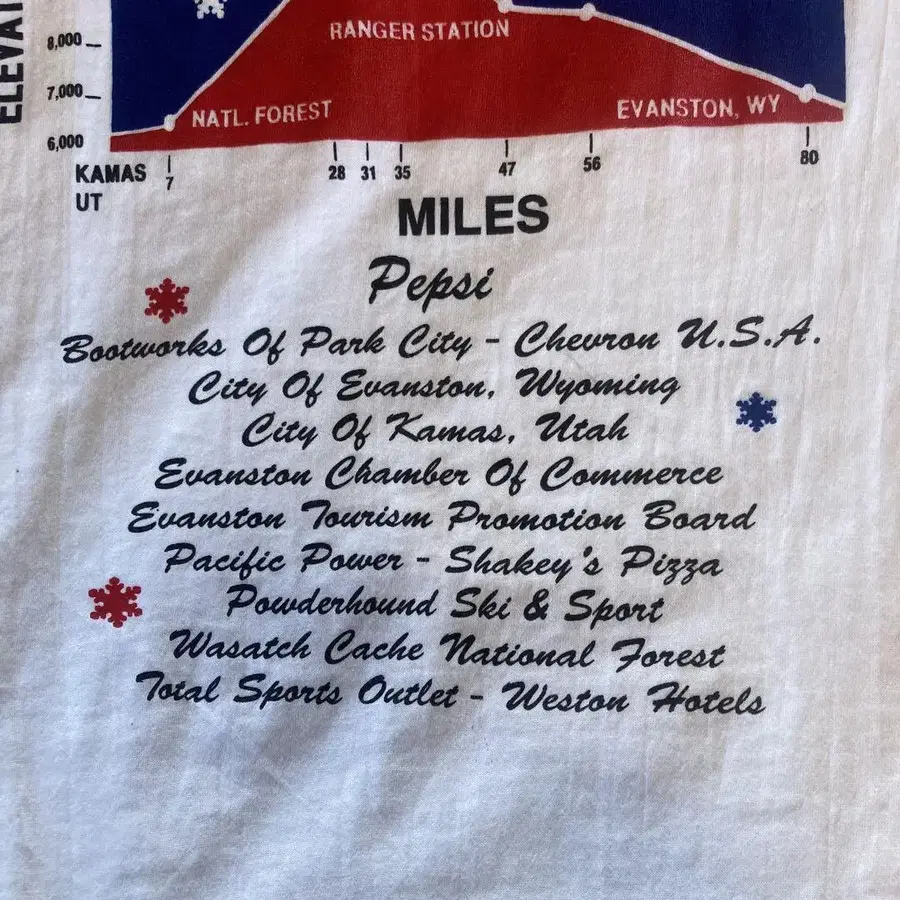 ELEVAT
RANGER STATION
8,000
7,000
NATL. FOREST
EVANSTON, WY
6,000
KAMAS
UT
7 28 31 35 47 56 80
MILES
Pepsi
Bootworks Of Park City - Chevron U.S.A.
City Of Evanston, Wyoming
City Of Kamas, Utah
Evanston Chamber Of Commerce
Evanston Tourism Promotion Board
Pacific Power - Shakey's Pizza
Powderhound Ski & Sport
Wasatch Cache National Forest
Total Sports Outlet - Weston Hotels